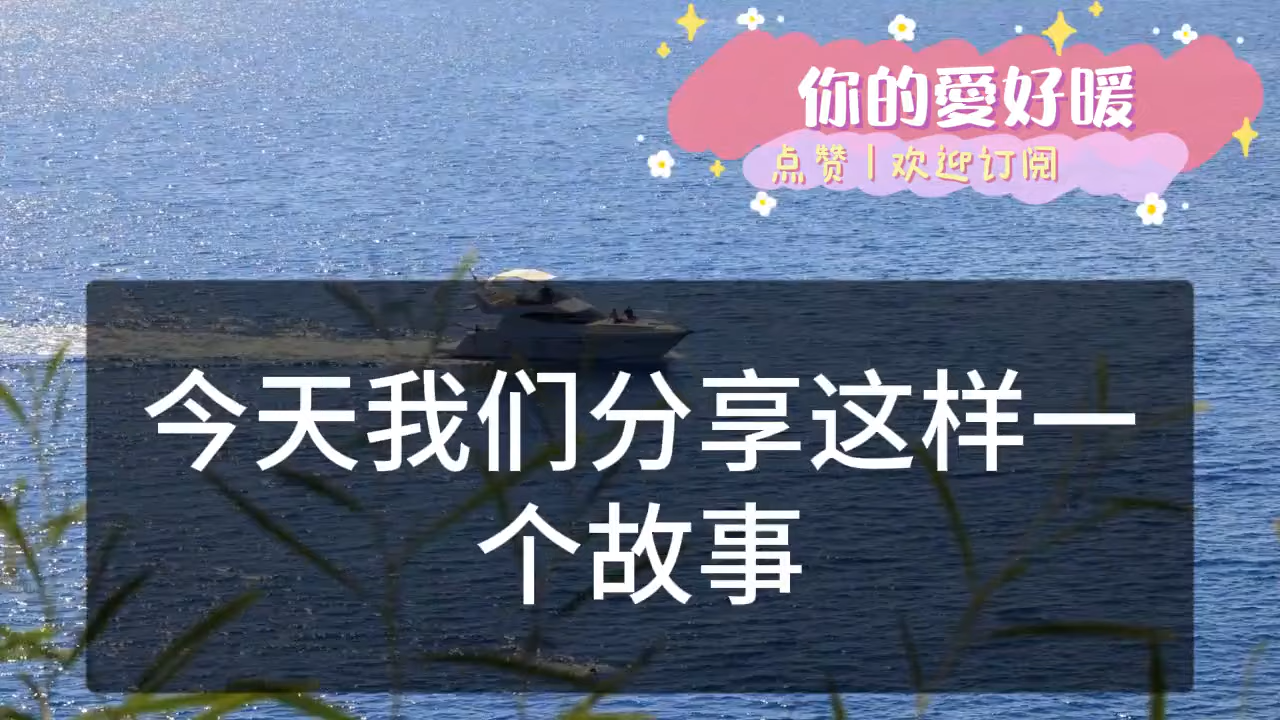 你的愛好暖
点赞丨欢迎订阅
今天我们分享这样一
个故事